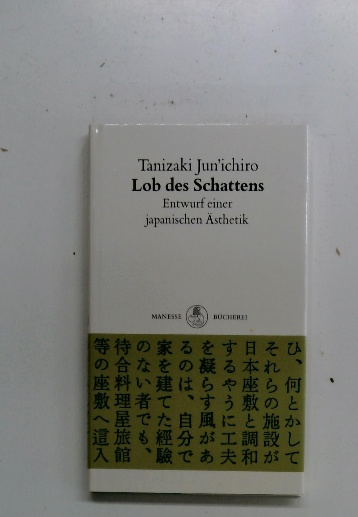 Tanizaki Jun'ichiro
Lob des Schattens
Entwurf einer
japanischen Ästhetik
MANESSE BÜCHEREI
ひ、何とかして
それらの施設が
日本座敷と調和
するやうに工夫
を凝らす風があ
るのは、自分で
家を建てた經驗
のない者でも、
待合料理屋旅館
等の座敷へ這入